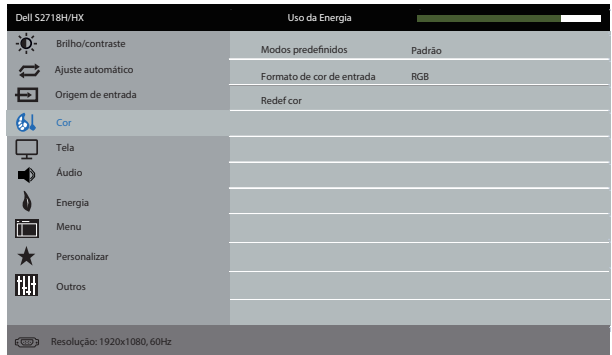 Dell S2718H/HX Uso da Energia
Brilho/contraste
Modos predefinidos Padrão
Ajuste automático
Formato de cor de entrada RGB
Origem de entrada
Redef cor
Cor
Tela
Áudio
Energia
Menu
Personalizar
Outros
Resolução: 1920x1080, 60Hz